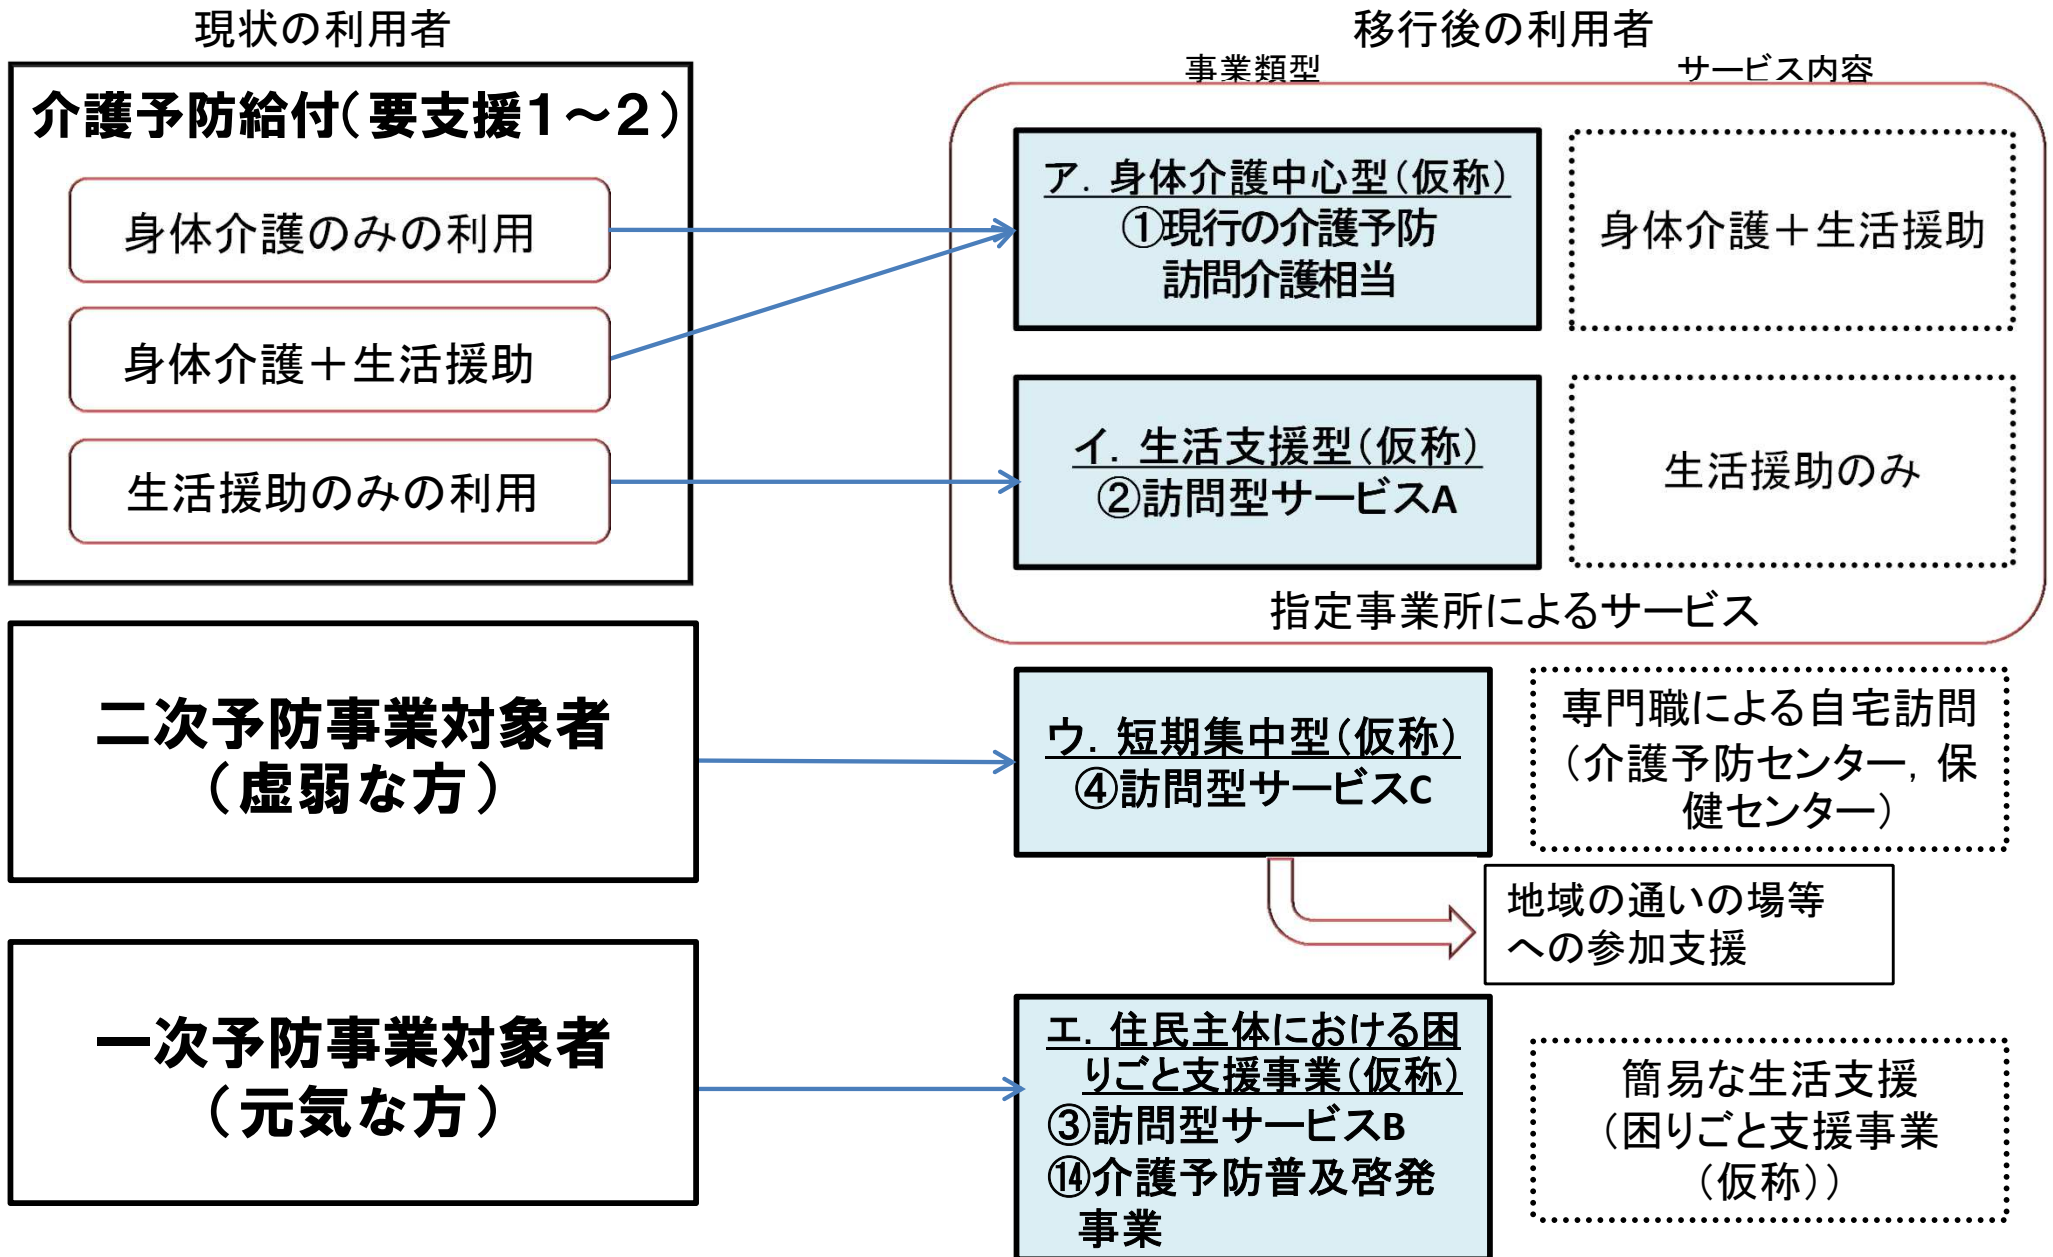 現状の利用者
介護予防給付(要支援1～2)
身体介護のみの利用
身体介護＋生活援助
生活援助のみの利用
二次予防事業対象者
(虚弱な方)
一次予防事業対象者
(元気な方)
移行後の利用者
事業類型
サービス内容
ア．身体介護中心型(仮称)
①現行の介護予防
訪問介護相当
身体介護＋生活援助
イ．生活支援型(仮称)
②訪問型サービスA
生活援助のみ
指定事業所によるサービス
ウ．短期集中型(仮称)
④訪問型サービスC
専門職による自宅訪問
(介護予防センター，保
健センター)
地域の通いの場等
への参加支援
エ．住民主体における困
りごと支援事業(仮称)
③訪問型サービスB
⑭介護予防普及啓発
事業
簡易な生活支援
(困りごと支援事業
(仮称))